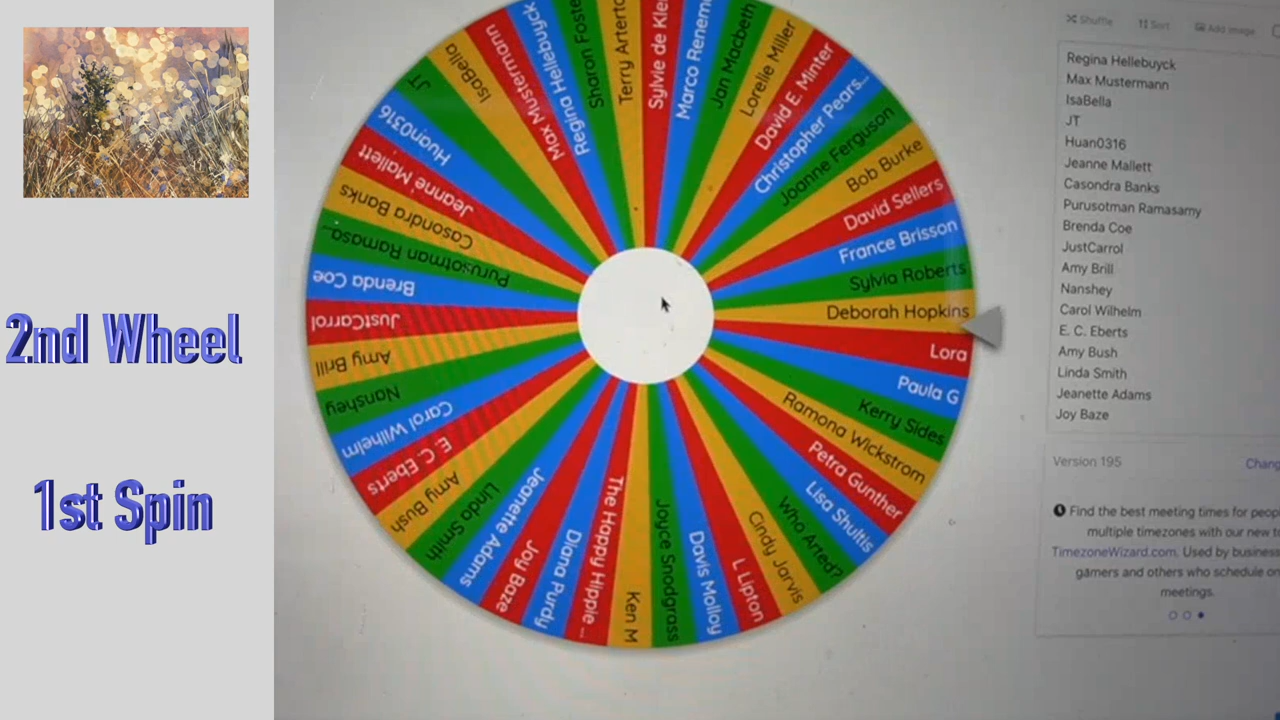 2nd Wheel
1st Spin
JT
IsaBella
Max Mustermann
Regina Hellebuyck
Sharon Foste
Terry Arterto
Sylvie de Kle
Marco Renem
Jan Macbeth
Lorelle Miller
David E. Minter
Christopher Pears...
Joanne Ferguson
Bob Burke
David Sellers
France Brisson
Sylvia Roberts
Deborah Hopkins
Lora
Paula G
Kerry Sides
Ramona Wickstrom
Petra Gunther
Lisa Shultis
Who Arted?
Cindy Jarvis
L Lipton
Davis Molloy
Joyce Snodgrass
Ken M
The Happy Hippie ...
Diana Purdy
Joy Baze
Jeanette Adams
Linda Smith
Amy Bush
E. C. Eberts
Carol Wilhelm
Nanshey
Amy Brill
JustCarrol
Brenda Coe
Purusotman Ramasa...
Casondra Banks
Jeanne Mallett
Huan0316
Shuffle
Sort
Add image
Regina Hellebuyck
Max Mustermann
IsaBella
JT
Huan0316
Jeanne Mallett
Casondra Banks
Purusotman Ramasamy
Brenda Coe
JustCarrol
Amy Brill
Nanshey
Carol Wilhelm
E. C. Eberts
Amy Bush
Linda Smith
Jeanette Adams
Joy Baze
Version 195
Chang
Find the best meeting times for peop
multiple timezones with our new to
TimezoneWizard.com. Used by business
gamers and others who schedule on
meetings.